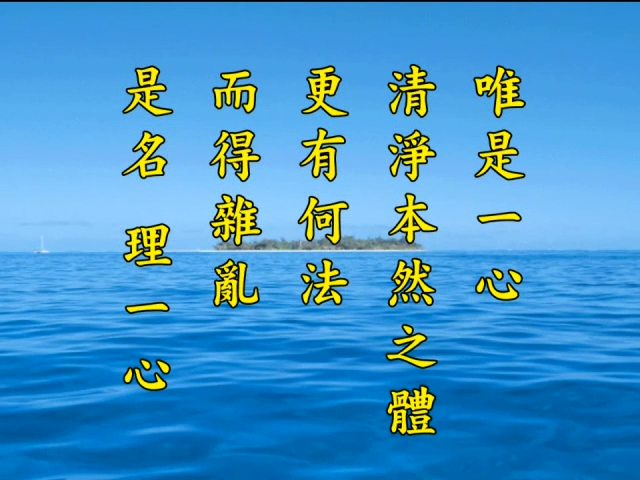 唯是一心
清淨本然之體
更有何法
而得雜亂
是名 理一心